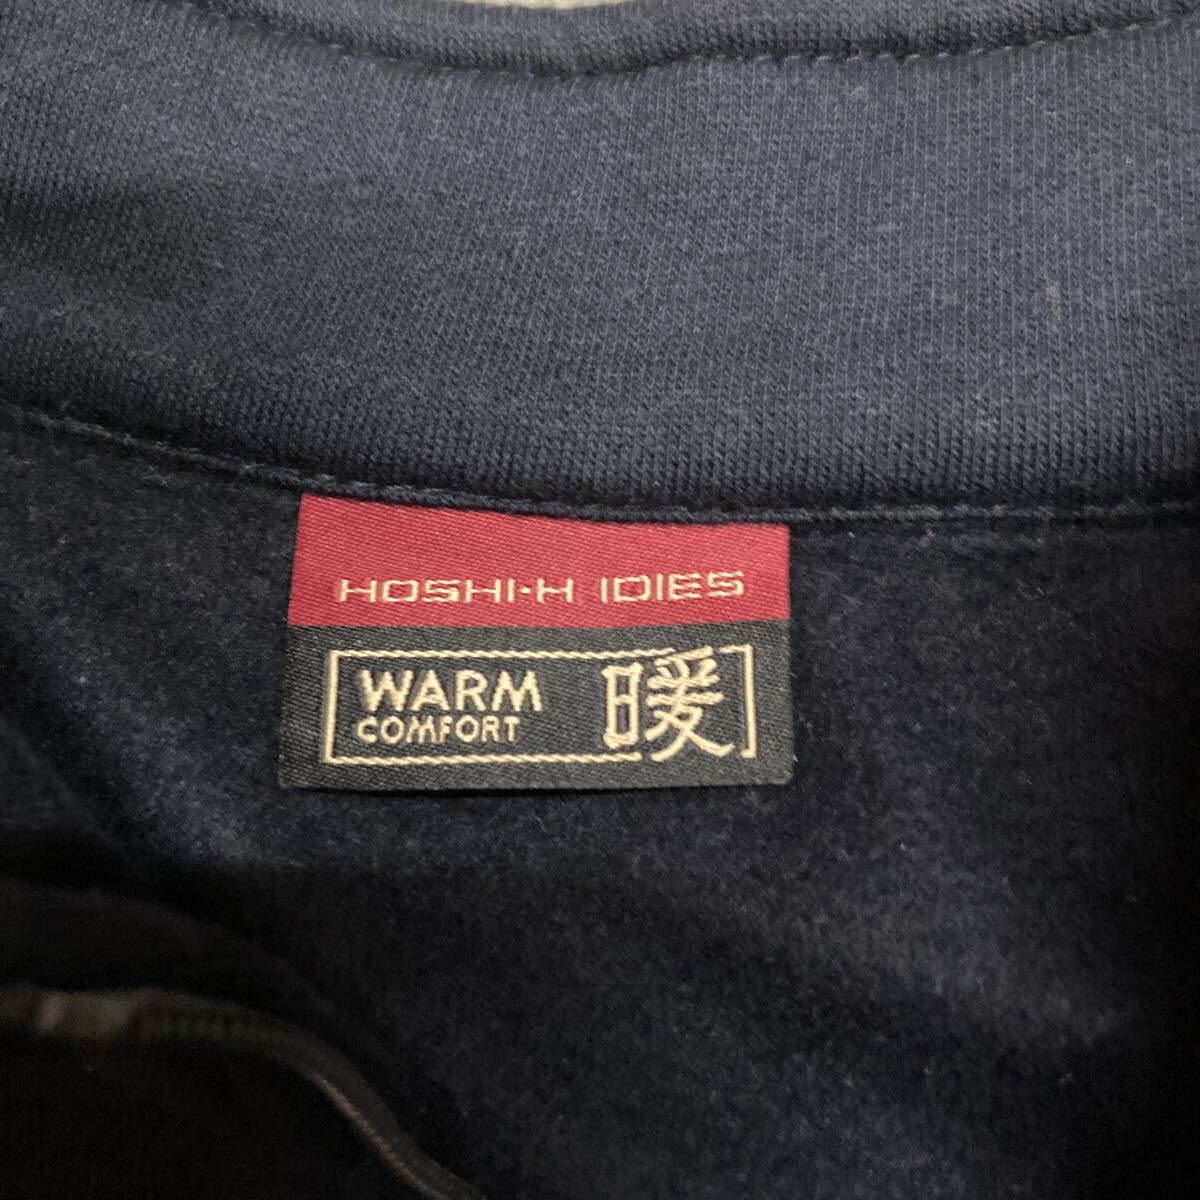 HOSHI-H IDIES
WARM 暖
COMFORT